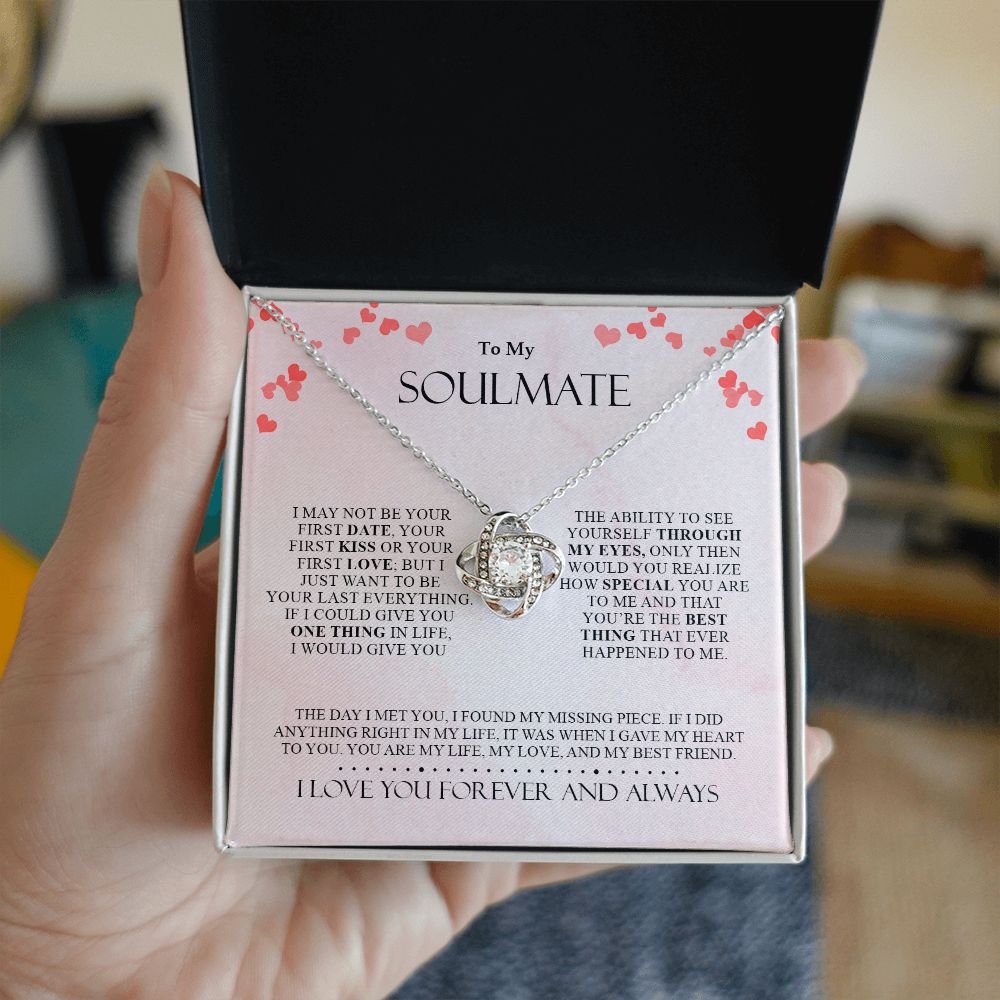 To My
SOULMATE
I MAY NOT BE YOUR
FIRST DATE, YOUR
FIRST KISS OR YOUR
FIRST LOVE; BUT I
JUST WANT TO BE
YOUR LAST EVERYTHING.
IF I COULD GIVE YOU
ONE THING IN LIFE,
I WOULD GIVE YOU
THE ABILITY TO SEE
YOURSELF THROUGH
MY EYES, ONLY THEN
WOULD YOU REALIZE
HOW SPECIAL YOU ARE
TO ME AND THAT
YOU'RE THE BEST
THING THAT EVER
HAPPENED TO ME.
THE DAY I MET YOU, I FOUND MY MISSING PIECE. IF I DID
ANYTHING RIGHT IN MY LIFE, IT WAS WHEN I GAVE MY HEART
TO YOU. YOU ARE MY LIFE, MY LOVE, AND MY BEST FRIEND.
I LOVE YOU FOREVER AND ALWAYS